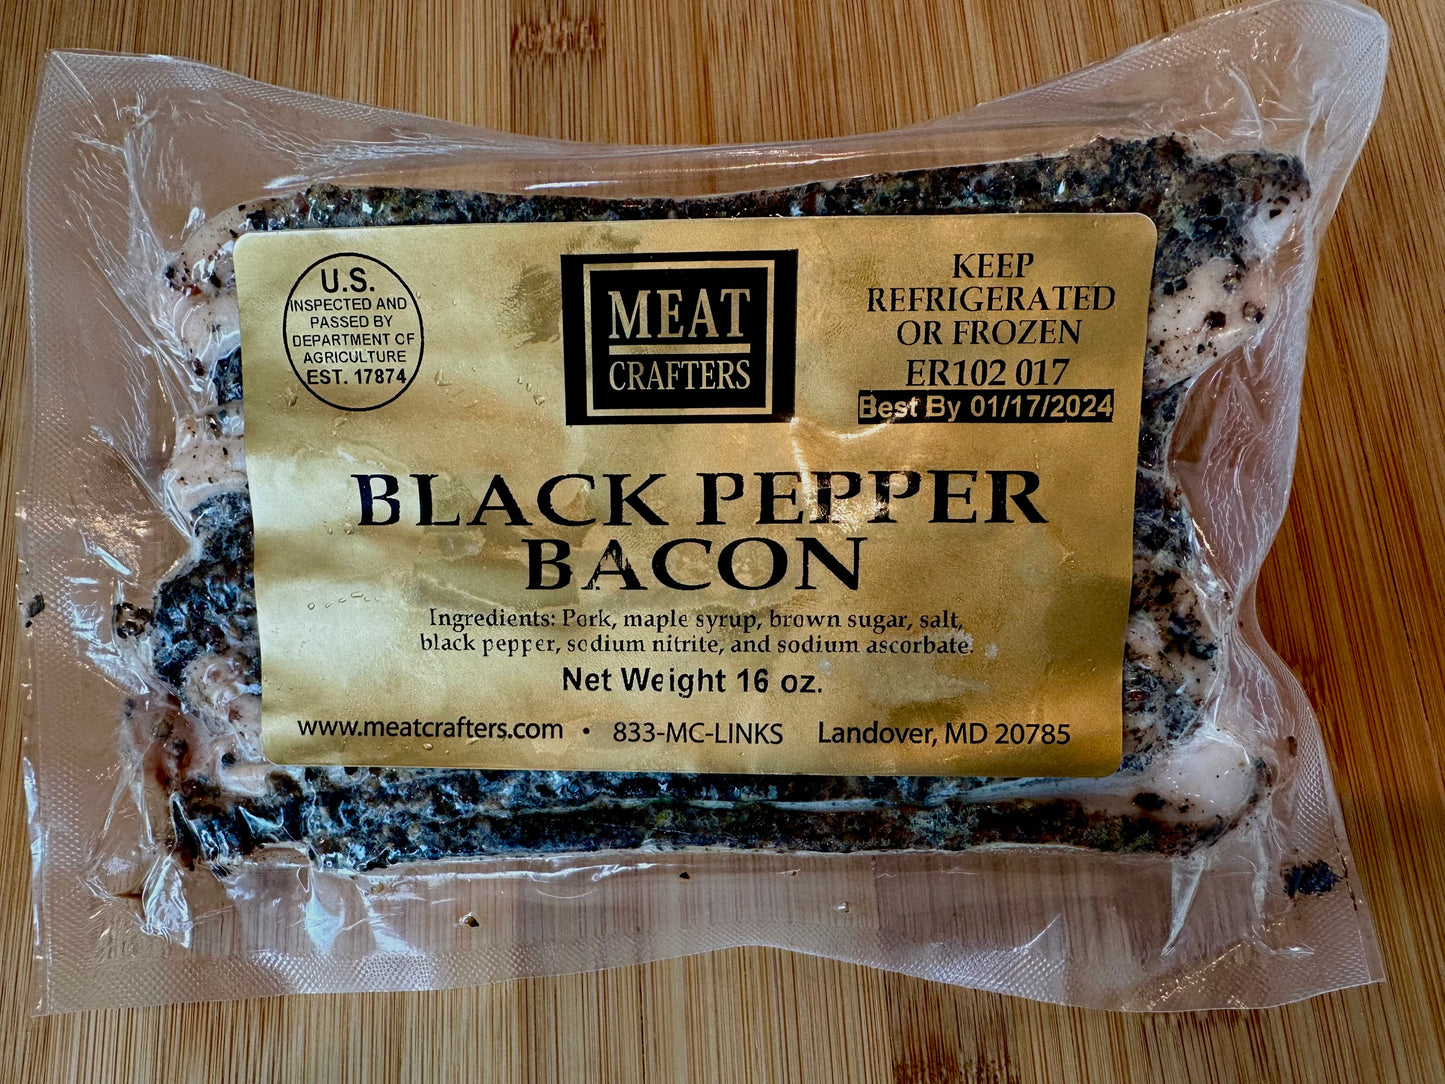 U.S.
INSPECTED AND
PASSED BY
DEPARTMENT OF
AGRICULTURE
EST. 17874
MEAT
CRAFTERS
KEEP
REFRIGERATED
OR FROZEN
ER102 017
Best By 01/17/2024
BLACK PEPPER
BACON
Ingredients: Pork, maple syrup, brown sugar, salt,
black pepper, sodium nitrite, and sodium ascorbate.
Net Weight 16 oz.
www.meatcrafters.com • 833-MC-LINKS Landover, MD 20785